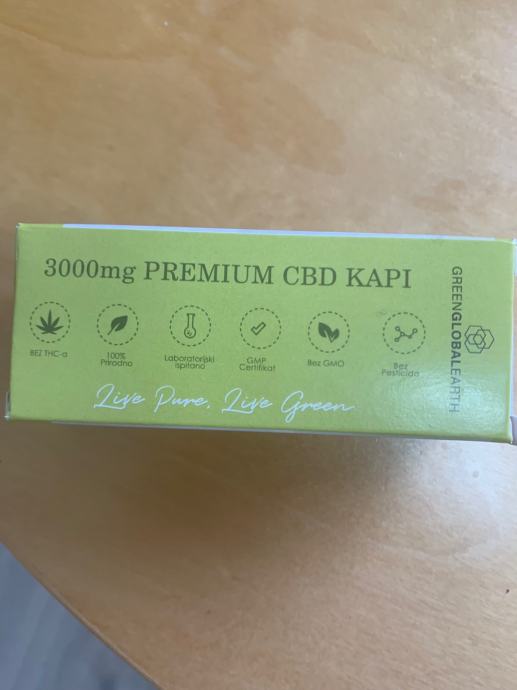 3000mg PREMIUM CBD KAPI
BEZ THC-a
100%
Prirodno
Laboratorijski
ispitano
GMP
Certifikat
Bez GMO
Bez
Pesticida
Live Pure, Live Green
GREENGLOBALEARTH